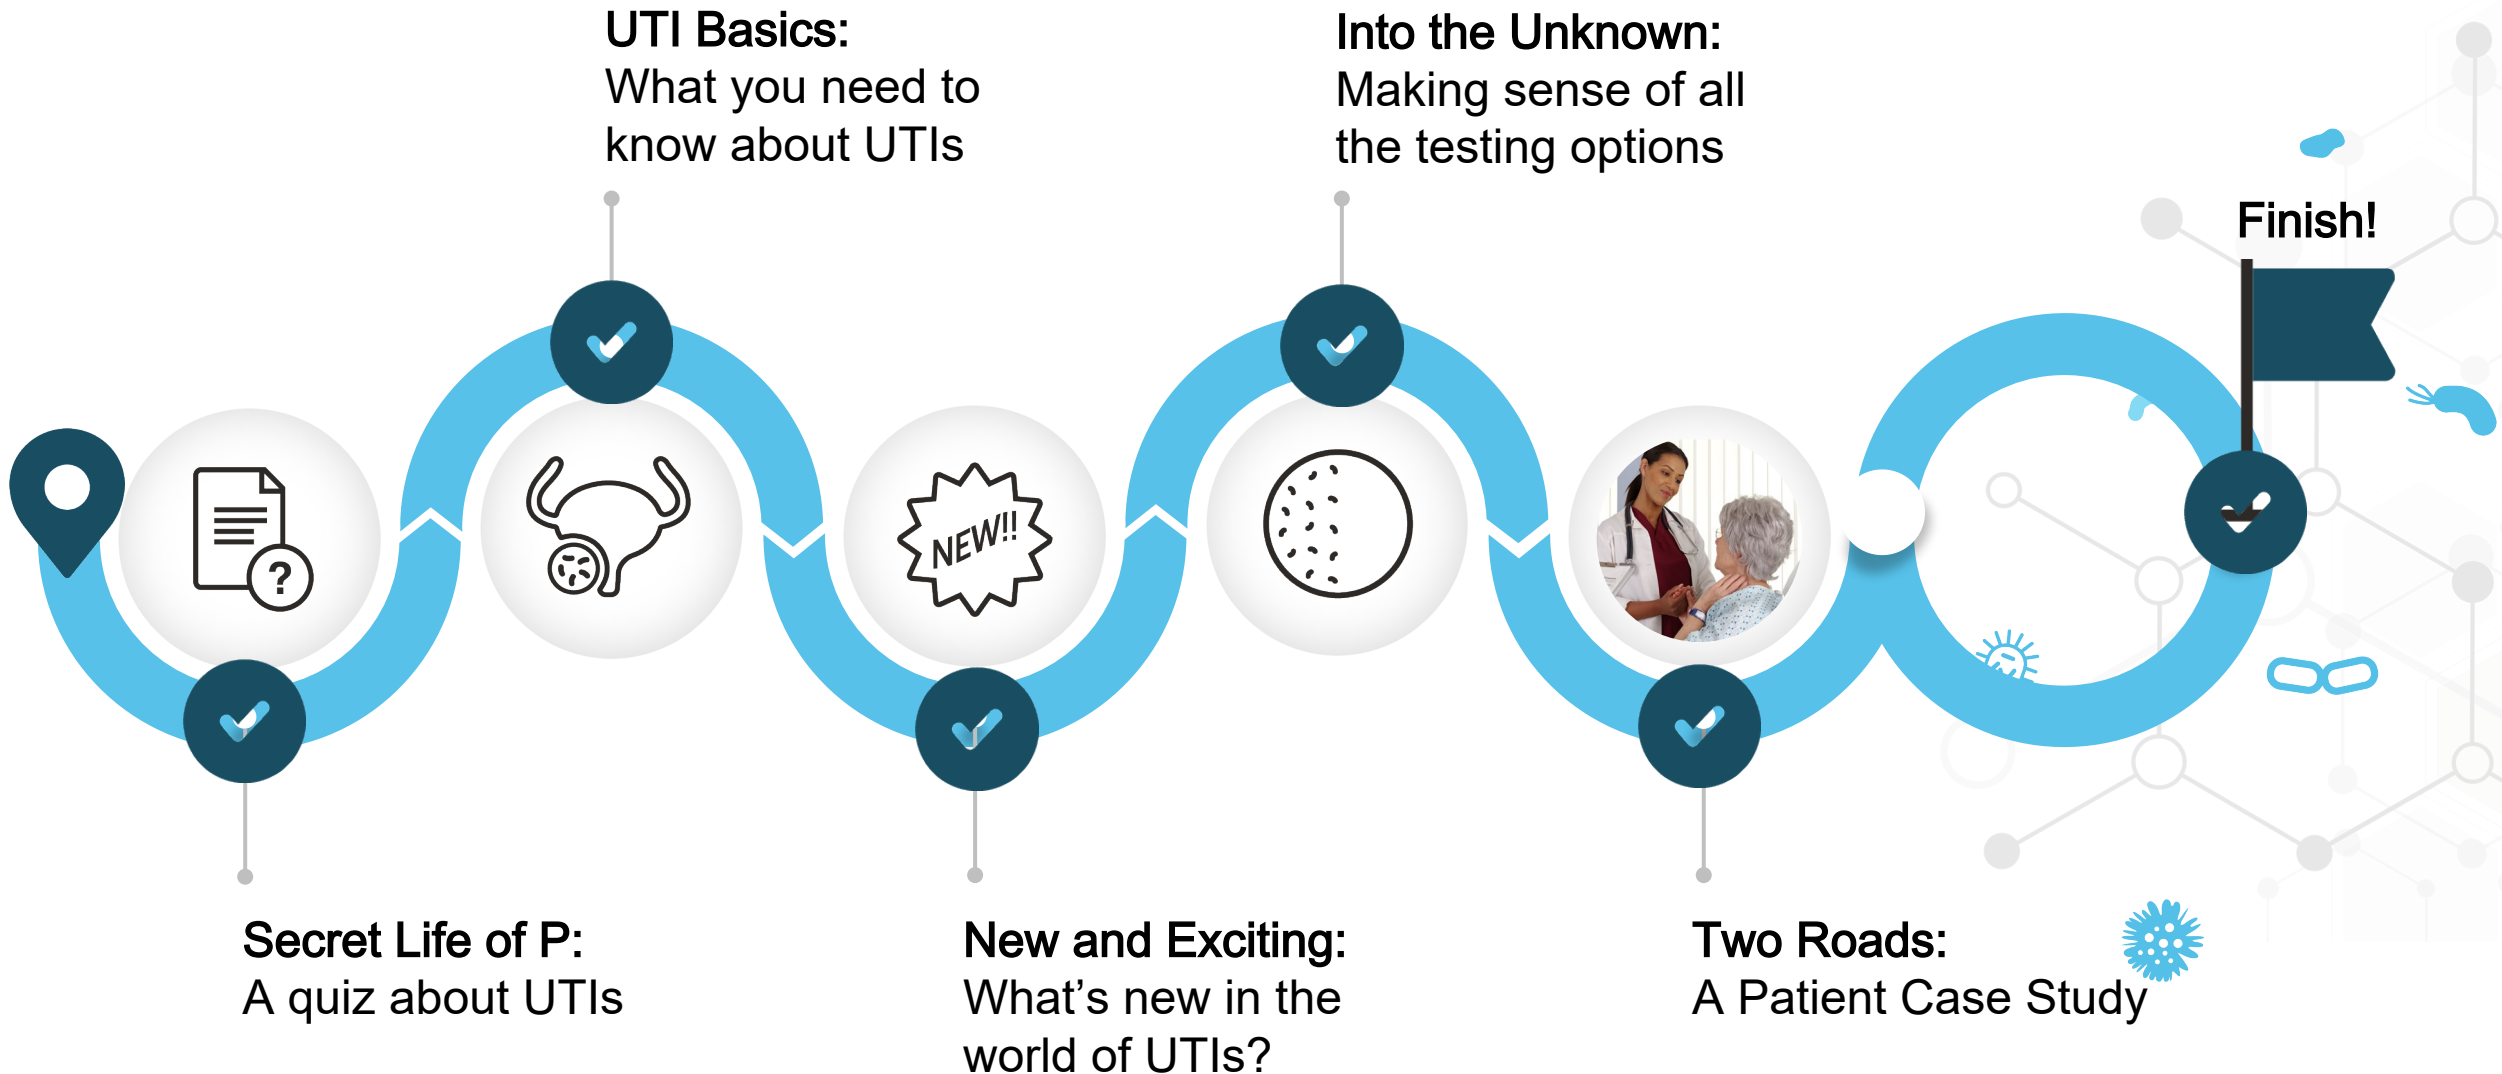 UTI Basics:
What you need to
know about UTIs
Into the Unknown:
Making sense of all
the testing options
Finish!
?
NEW!!
Secret Life of P:
A quiz about UTIs
New and Exciting:
What’s new in the
world of UTIs?
Two Roads:
A Patient Case Study